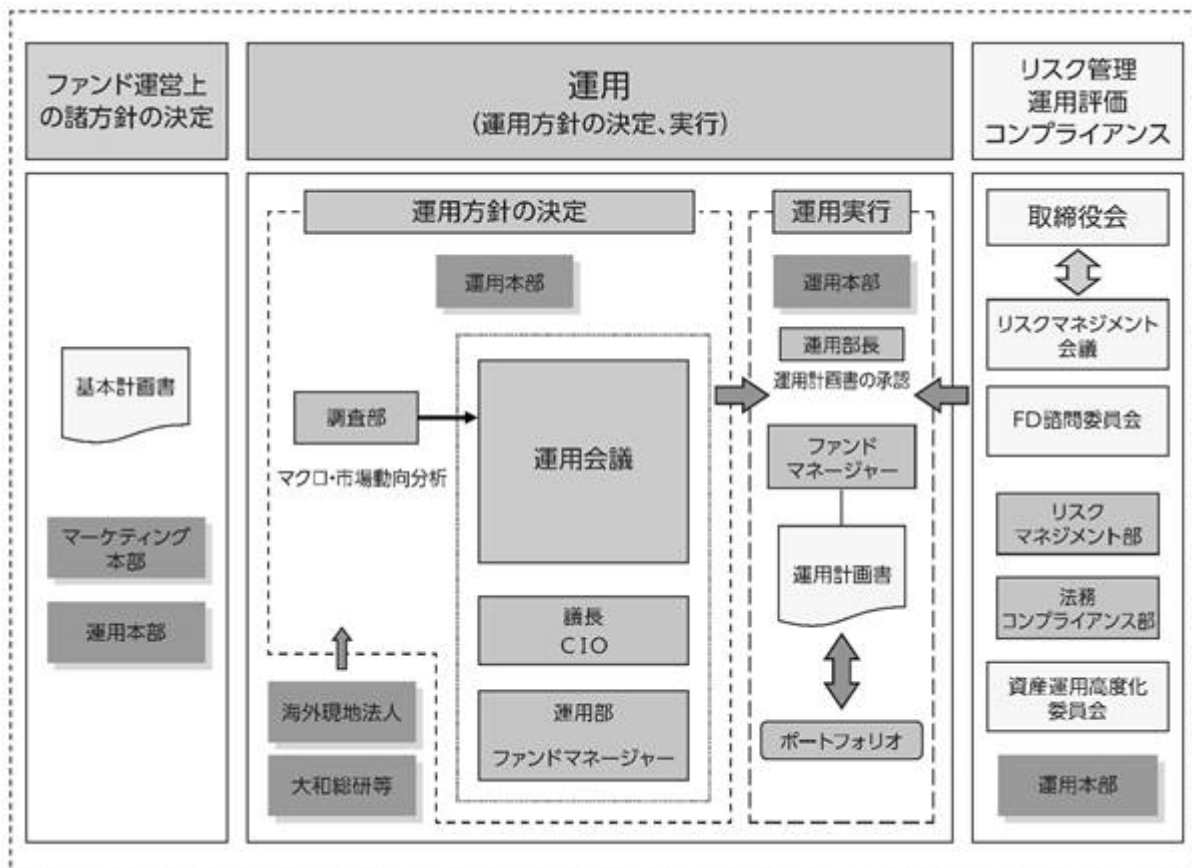 ファンド運営上
の諸方針の決定
基本計画書
マーケティング
本部
運用本部
運用
(運用方針の決定、実行)
運用方針の決定
運用本部
調査部
マクロ・市場動向分析
運用会議
議長
CIO
運用部
ファンドマネージャー
海外現地法人
大和総研等
運用実行
運用本部
運用部長
運用計画書の承認
ファンド
マネージャー
運用計画書
ポートフォリオ
リスク管理
運用評価
コンプライアンス
取締役会
リスクマネジメント
会議
FD諮問委員会
リスク
マネジメント部
法務
コンプライアンス部
資産運用高度化
委員会
運用本部